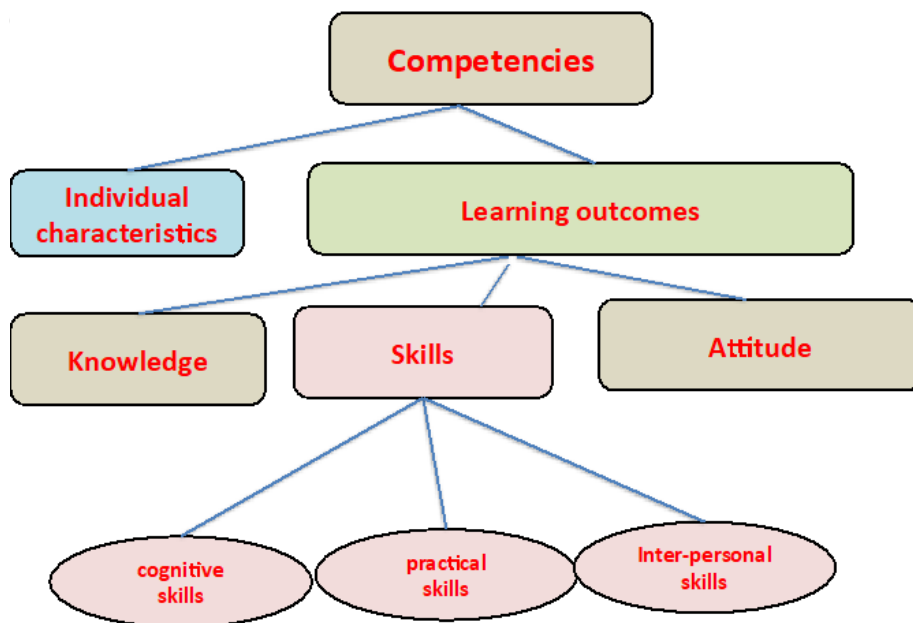 Competencies
Individual
characteristics
Learning outcomes
Knowledge
Skills
Attitude
cognitive
skills
practical
skills
Inter-personal
skills